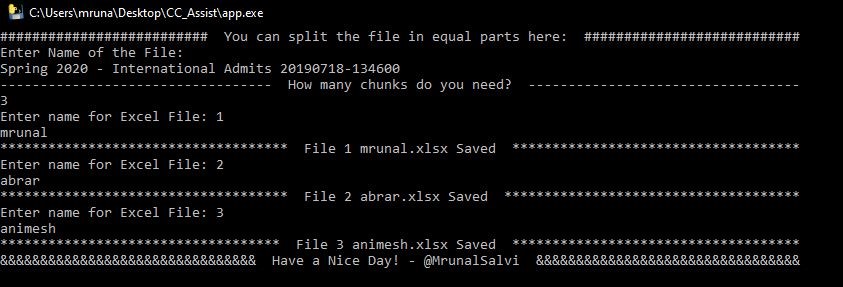 C:\Users\mruna\Desktop\CC_Assist\app.exe
########################## You can split the file in equal parts here: ###########################
Enter Name of the File:
Spring 2020 - International Admits 20190718-134600
---------------------------------- How many chunks do you need? ----------------------------------
3
Enter name for Excel File: 1
mrunal
************************************ File 1 mrunal.xlsx Saved ************************************
Enter name for Excel File: 2
abrar
************************************ File 2 abrar.xlsx Saved *************************************
Enter name for Excel File: 3
animesh
*********************************** File 3 animesh.xlsx Saved ************************************
&&&&&&&&&&&&&&&&&&&&&&&&&&&&&&&& Have a Nice Day! - @MrunalSalvi &&&&&&&&&&&&&&&&&&&&&&&&&&&&&&&&&